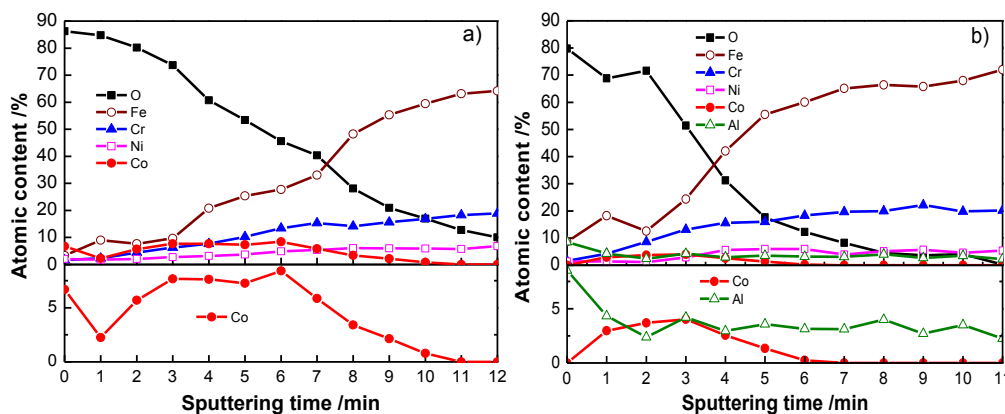 a)
Atomic content /%
90
80
70
60
50
40
30
20
10
0
O
Fe
Cr
Ni
Co
5
0
Co
0 1 2 3 4 5 6 7 8 9 10 11 12
Sputtering time /min
b)
Atomic content /%
90
80
70
60
50
40
30
20
10
0
O
Fe
Cr
Ni
Co
Al
5
0
Co
Al
0 1 2 3 4 5 6 7 8 9 10 11
Sputtering time /min